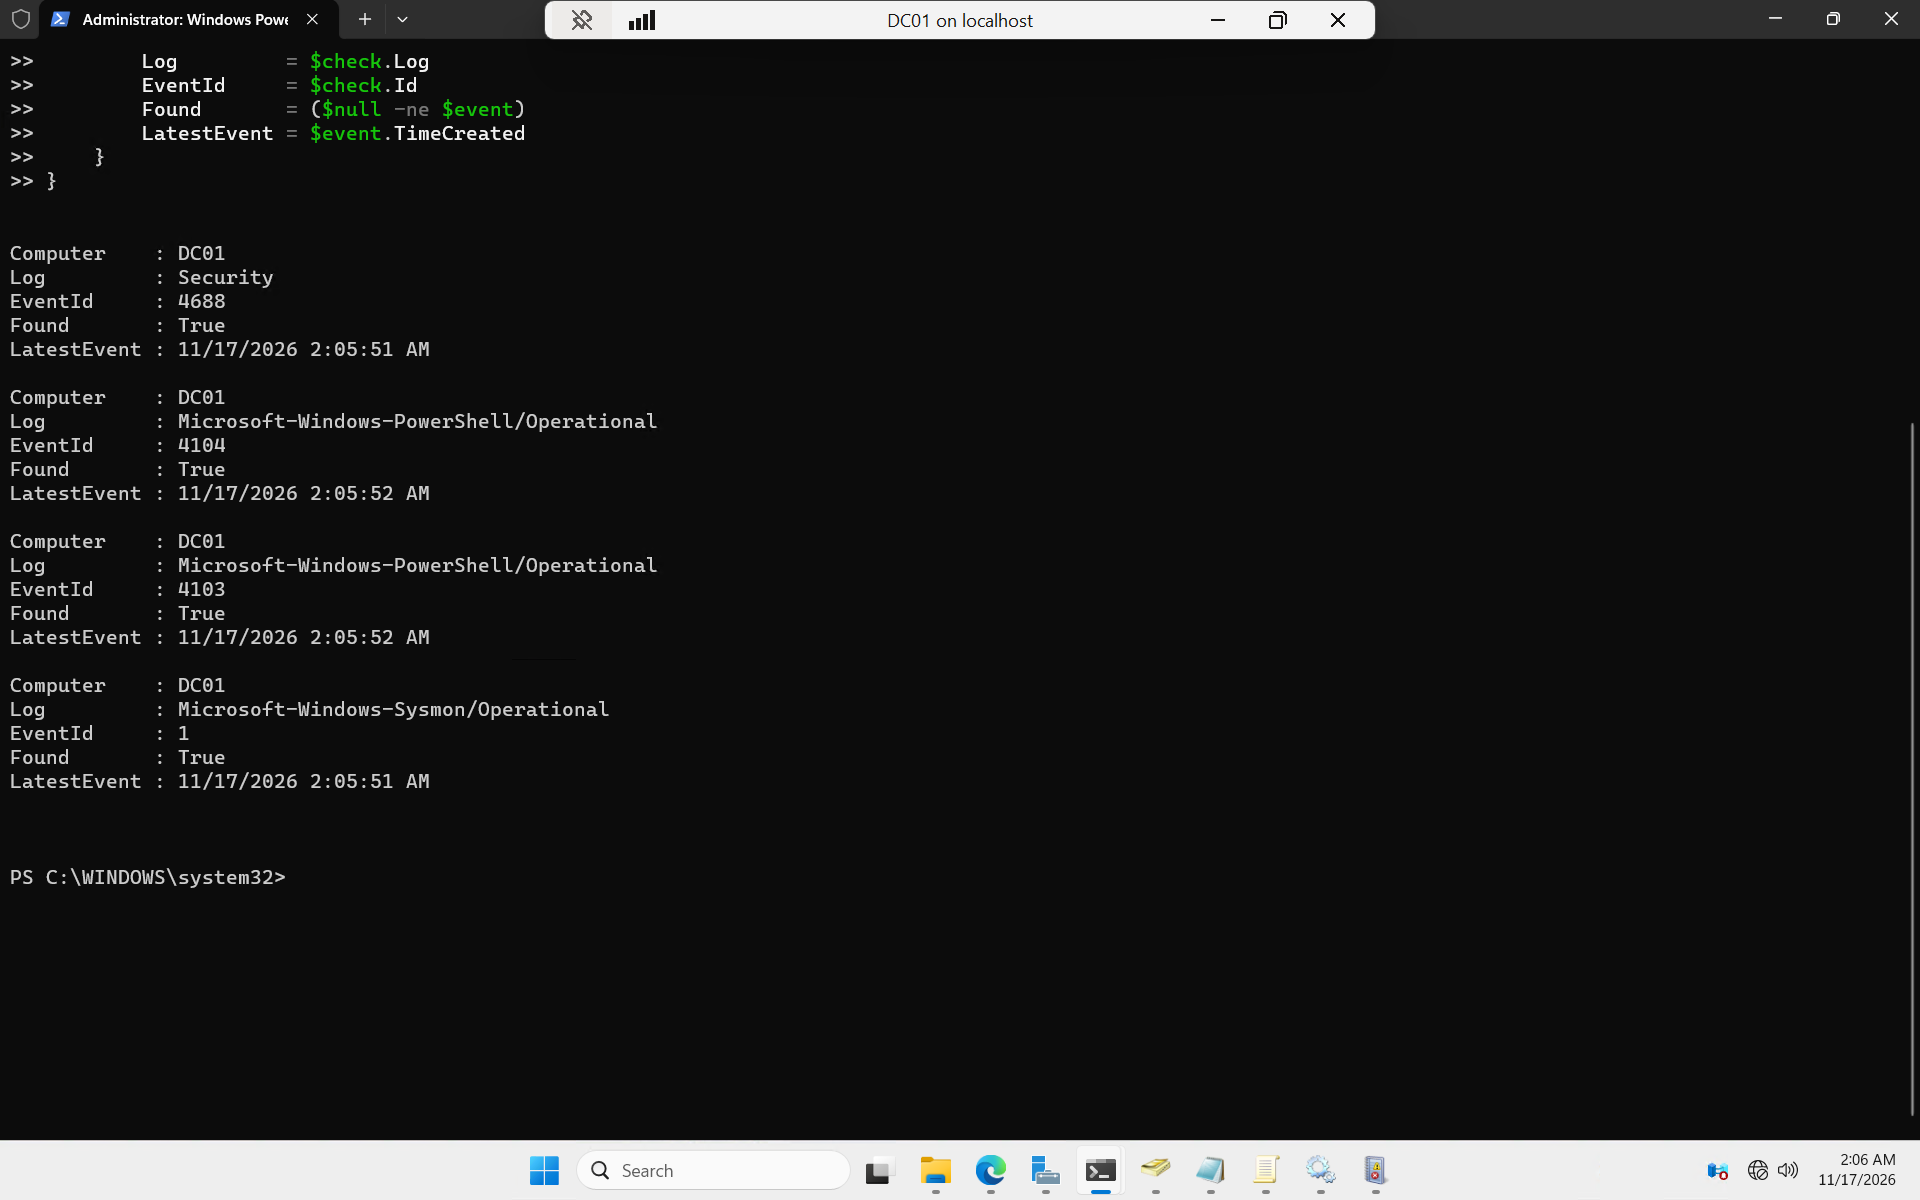 Administrator: Windows Powe
DC01 on localhost
>>         Log         = $check.Log
>>         EventId     = $check.Id
>>         Found       = ($null -ne $event)
>>         LatestEvent = $event.TimeCreated
>>     }
>> }
Computer    : DC01
Log         : Security
EventId     : 4688
Found       : True
LatestEvent : 11/17/2026 2:05:51 AM
Computer    : DC01
Log         : Microsoft-Windows-PowerShell/Operational
EventId     : 4104
Found       : True
LatestEvent : 11/17/2026 2:05:52 AM
Computer    : DC01
Log         : Microsoft-Windows-PowerShell/Operational
EventId     : 4103
Found       : True
LatestEvent : 11/17/2026 2:05:52 AM
Computer    : DC01
Log         : Microsoft-Windows-Sysmon/Operational
EventId     : 1
Found       : True
LatestEvent : 11/17/2026 2:05:51 AM
PS C:\WINDOWS\system32>
Search
2:06 AM
11/17/2026